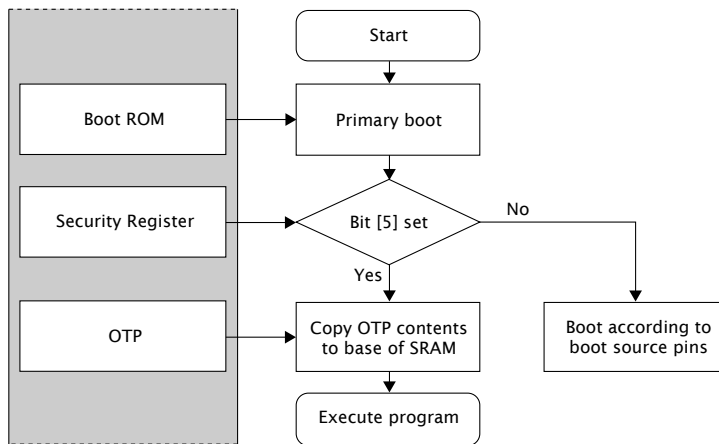 Start
Boot ROM
Primary boot
Security Register
Bit [5] set
No
Yes
OTP
Copy OTP contents
to base of SRAM
Boot according to
boot source pins
Execute program